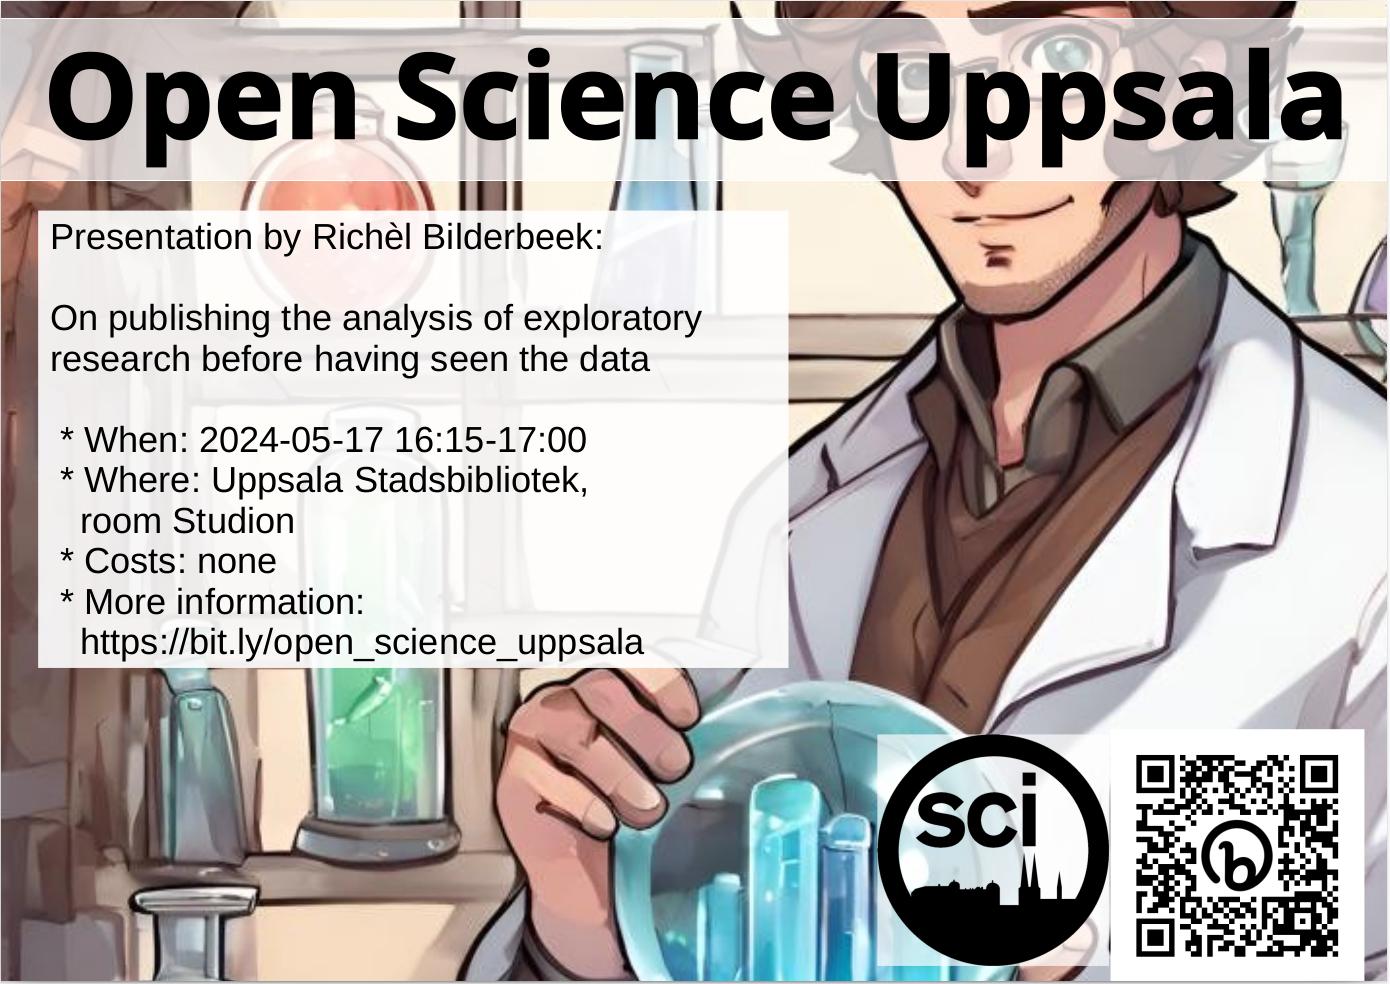 Open Science Uppsala
Presentation by Richèl Bilderbeek:
On publishing the analysis of exploratory
research before having seen the data
* When: 2024-05-17 16:15-17:00
* Where: Uppsala Stadsbibliotek,
room Studion
* Costs: none
* More information:
https://bit.ly/open_science_uppsala
sci
b